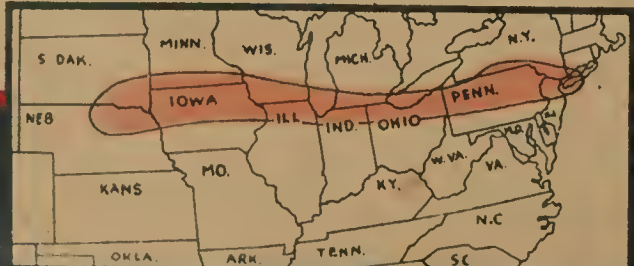 N.Y.
MINN.
WIS.
MICH.
S DAK.
PENN.
IOWA
NEB
ILL
IND.
OHIO
MD.
W.VA.
VA.
MO.
KANS
KY.
N.C
OKLA.
ARK.
TENN.
SC